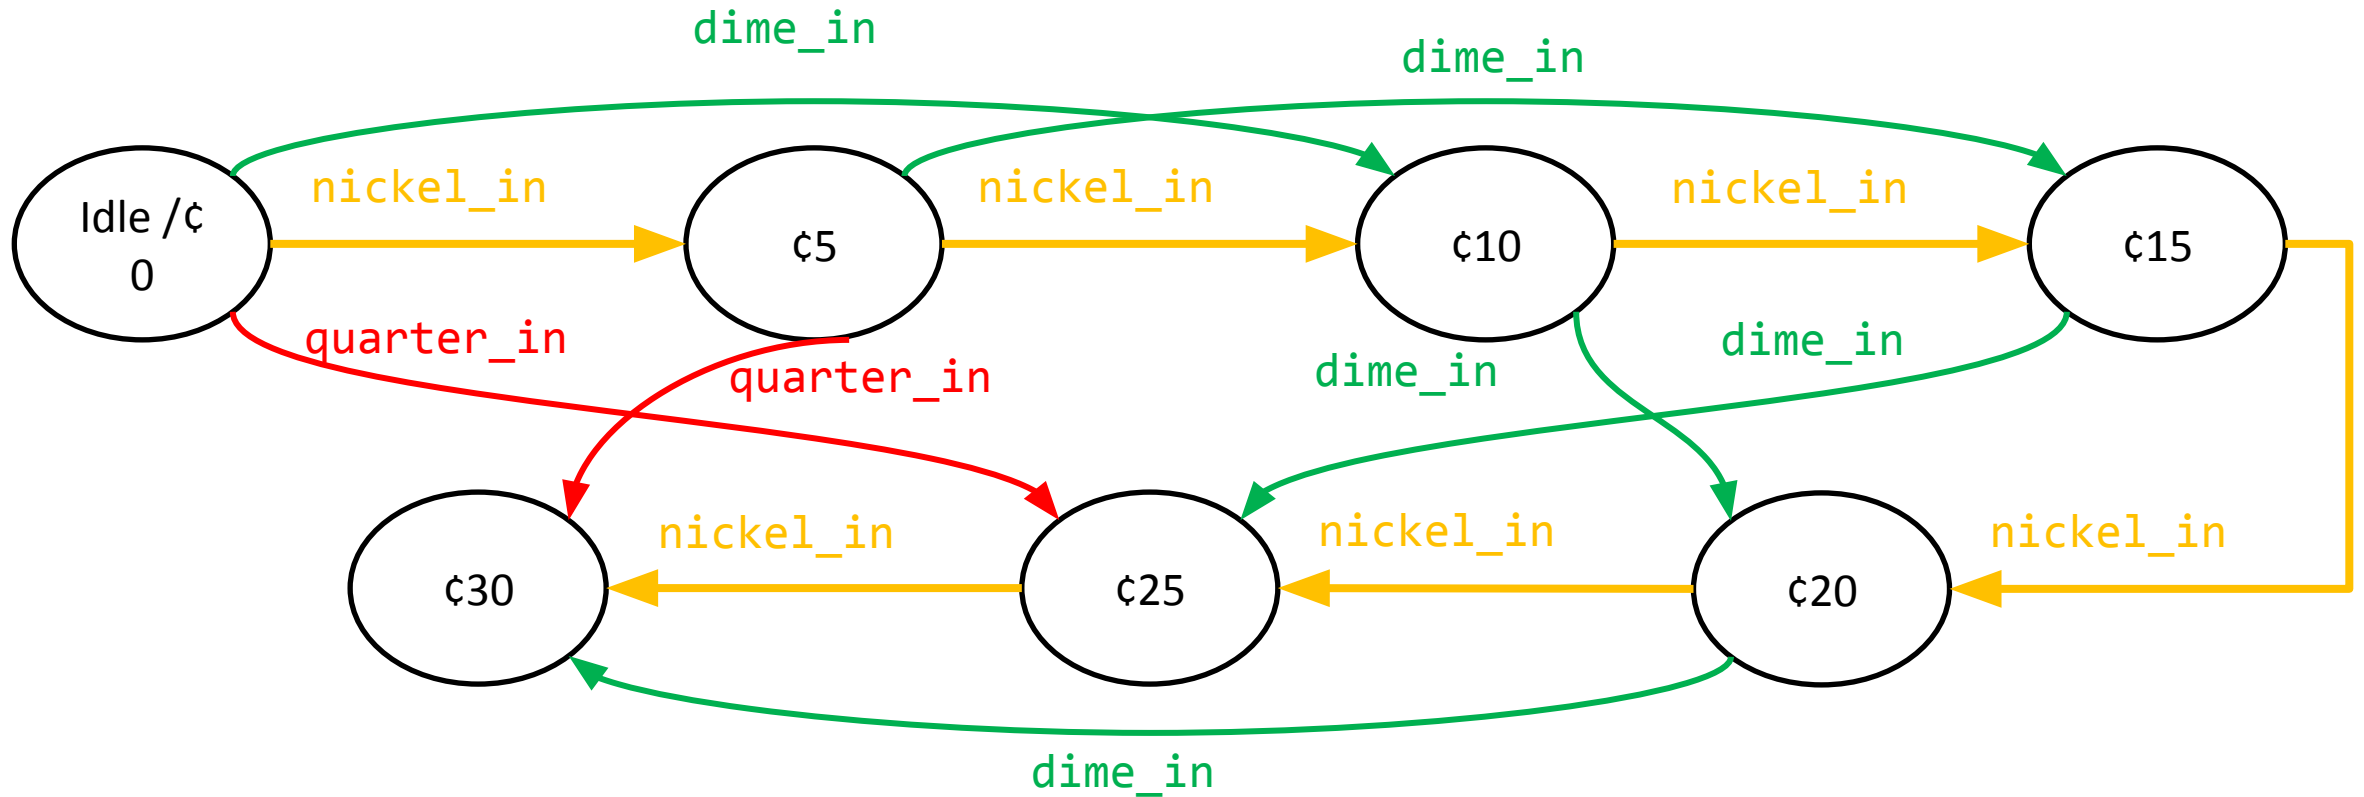 dime_in
dime_in
nickel_in
nickel_in
nickel_in
Idle /¢
0
¢5
¢10
¢15
quarter_in
quarter_in
dime_in
dime_in
nickel_in
nickel_in
nickel_in
¢30
¢25
¢20
dime_in